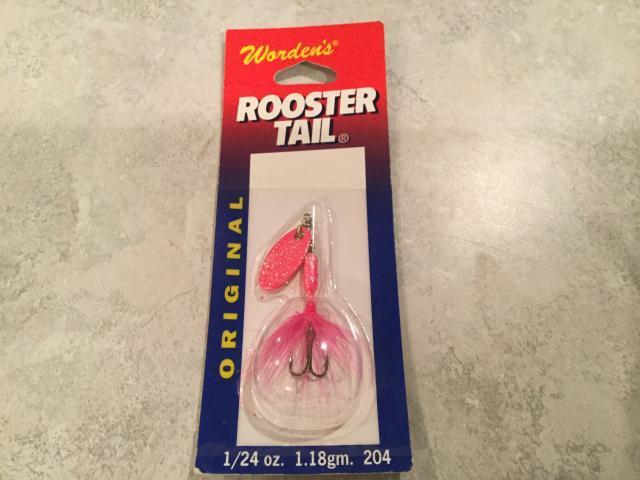 Worden's®
ROOSTER
TAIL®
ORIGINAL
1/24 oz. 1.18gm. 204